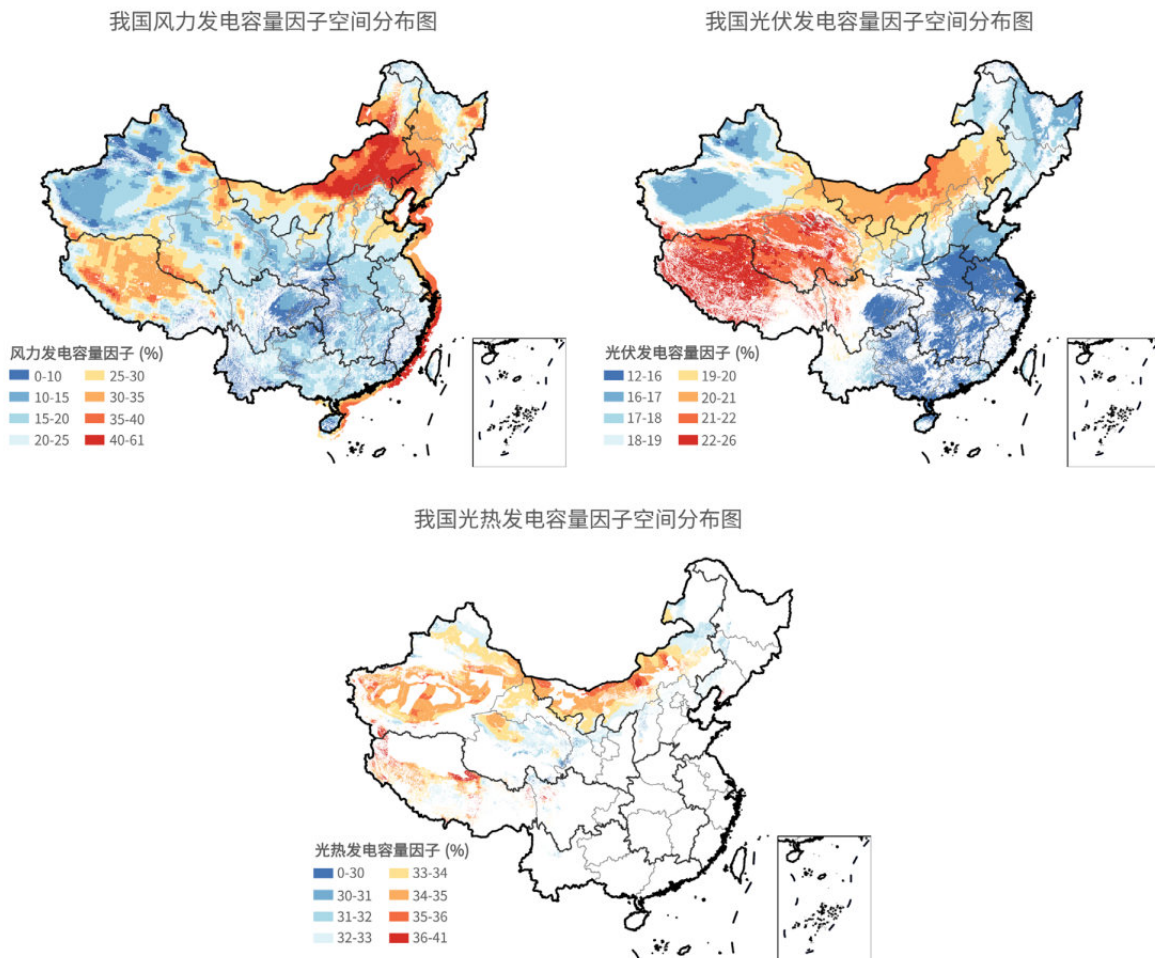 我国风力发电容量因子空间分布图
风力发电容量因子 (%)
0-10 25-30
10-15 30-35
15-20 35-40
20-25 40-61
我国光伏发电容量因子空间分布图
光伏发电容量因子 (%)
12-16 19-20
16-17 20-21
17-18 21-22
18-19 22-26
我国光热发电容量因子空间分布图
光热发电容量因子 (%)
0-30 33-34
30-31 34-35
31-32 35-36
32-33 36-41